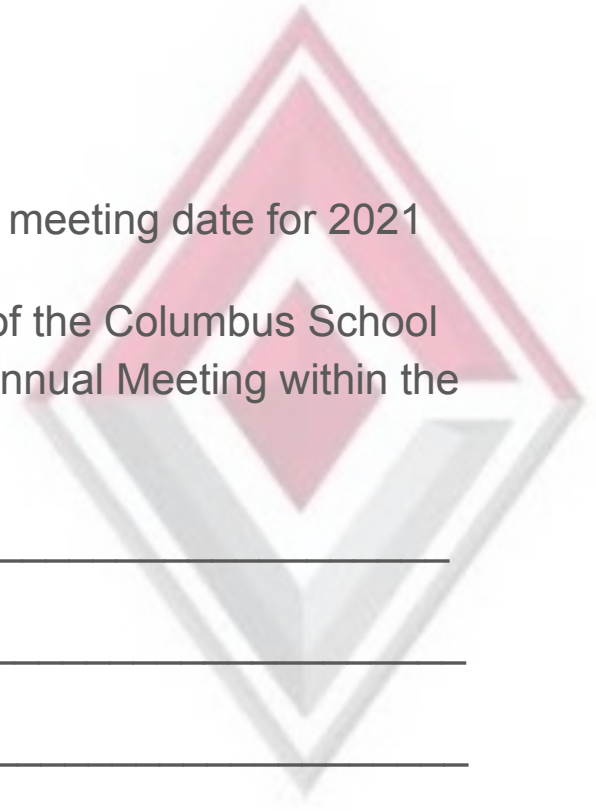 meeting date for 2021
of the Columbus School
nnual Meeting within the